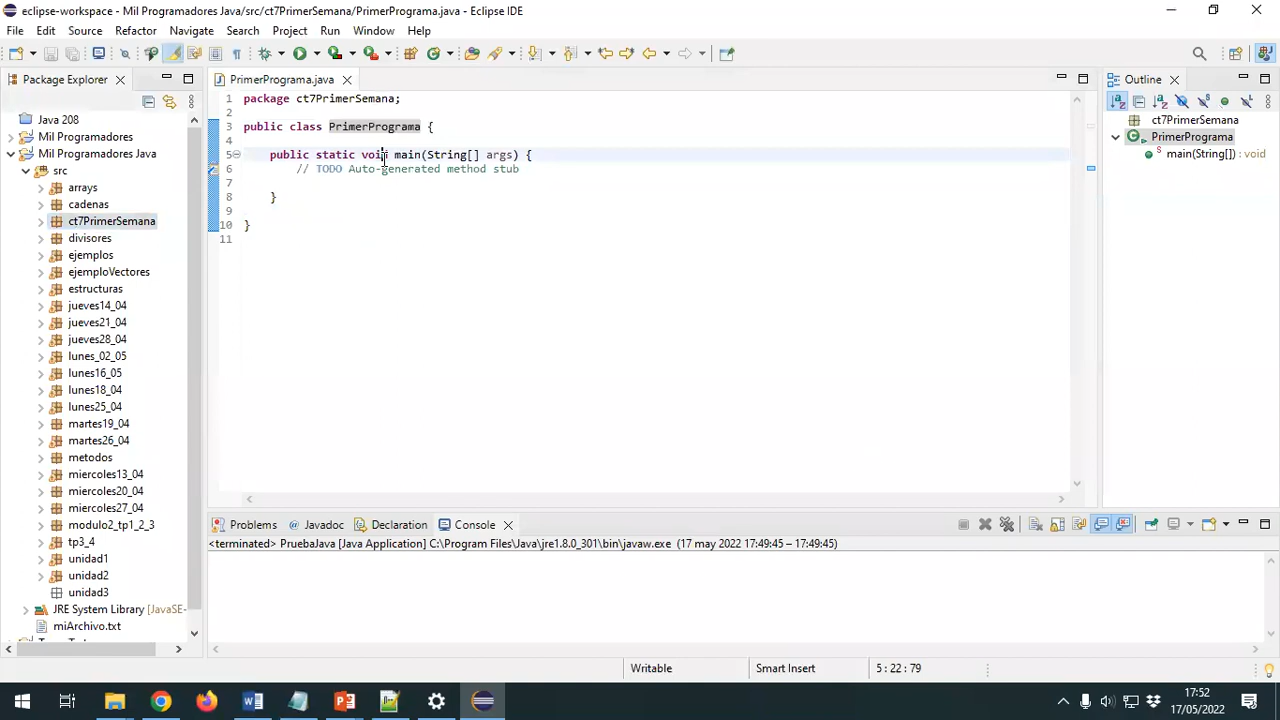 eclipse-workspace - Mil Programadores Java/src/ct7PrimerSemana/PrimerPrograma.java - Eclipse IDE
File Edit Source Refactor Navigate Search Project Run Window Help
Package Explorer
PrimerPrograma.java
Outline
Java 208
Mil Programadores
Mil Programadores Java
src
arrays
cadenas
ct7PrimerSemana
divisores
ejemplos
ejemploVectores
estructuras
jueves14_04
jueves21_04
jueves28_04
lunes_02_05
lunes16_05
lunes18_04
lunes25_04
martes19_04
martes26_04
metodos
miercoles13_04
miercoles20_04
miercoles27_04
modulo2_tp1_2_3
tp3_4
unidad1
unidad2
unidad3
JRE System Library [JavaSE-
miArchivo.txt
1 package ct7PrimerSemana;
2
3 public class PrimerPrograma {
4
5 public static void main(String[] args) {
6 // TODO Auto-generated method stub
7
8 }
9
10 }
11
ct7PrimerSemana
PrimerPrograma
main(String[]) : void
Problems Javadoc Declaration Console
<terminated> PruebaJava [Java Application] C:\Program Files\Java\jre1.8.0_301\bin\javaw.exe (17 may 2022 17:49:45 – 17:49:45)
Writable Smart Insert 5 : 22 : 79
17:52
17/05/2022